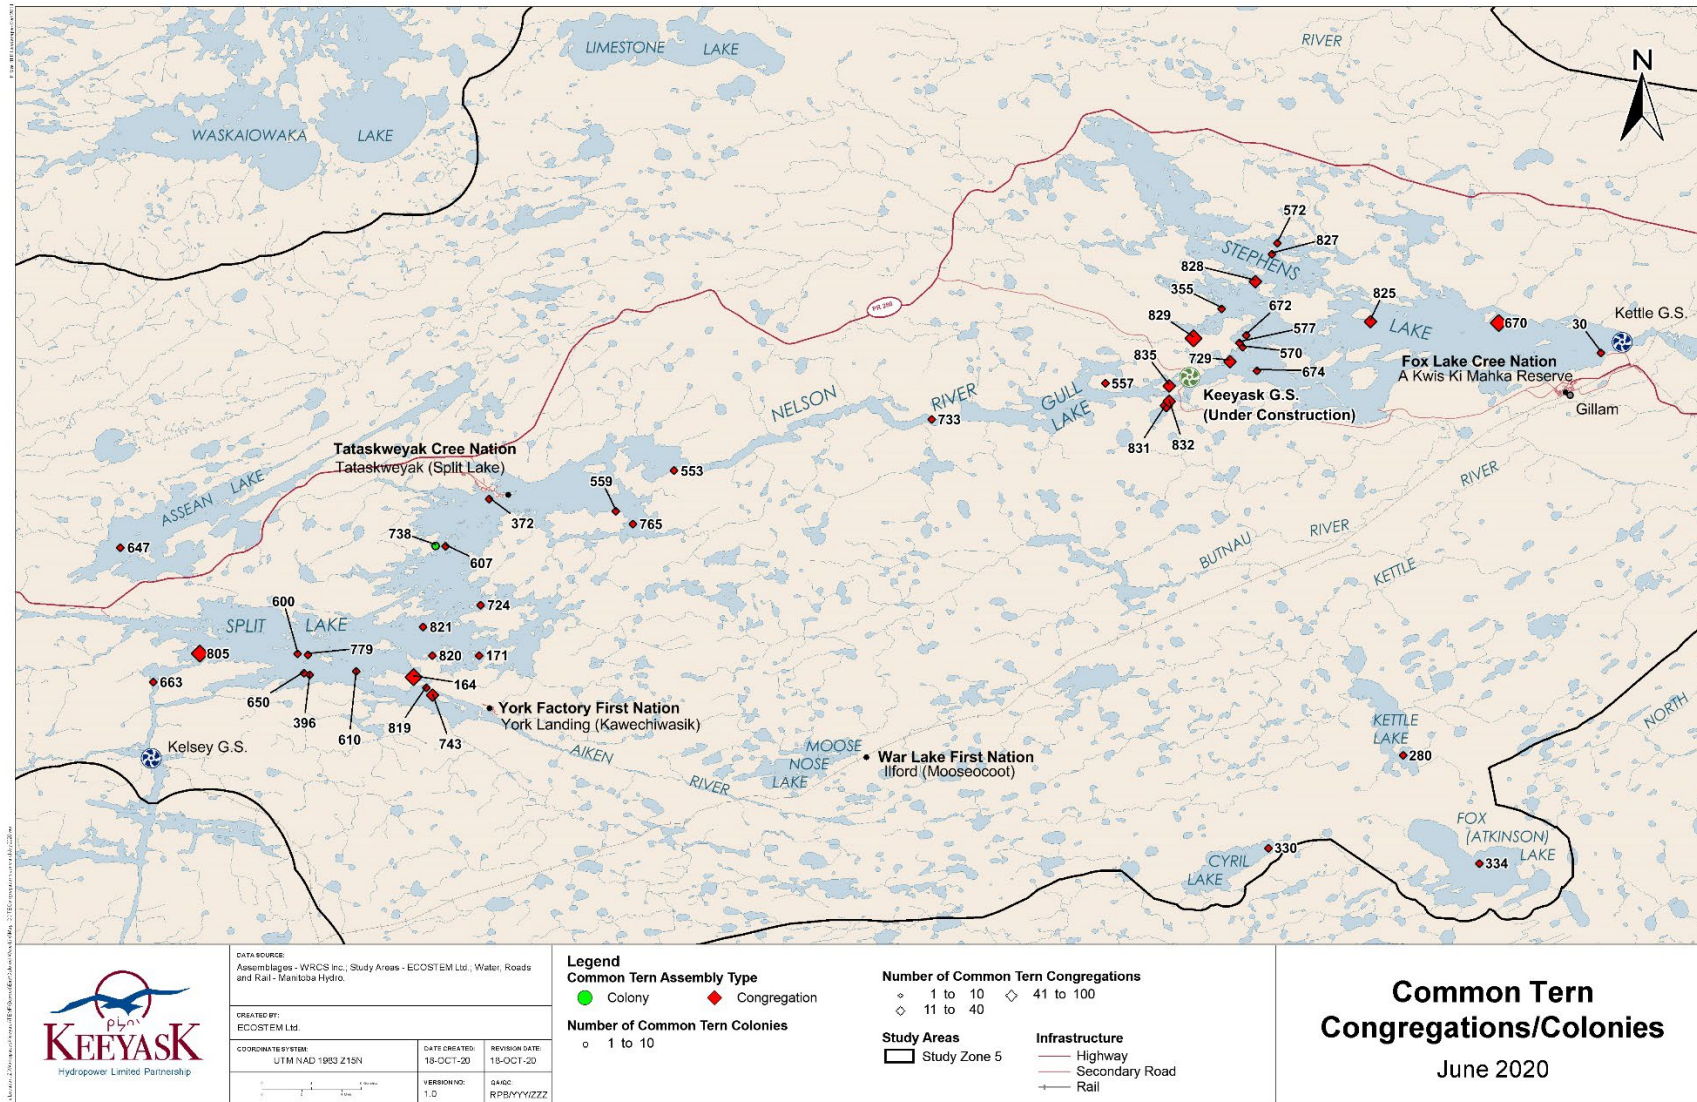 LIMESTONE LAKE
RIVER
N
WASKAIOWAKA LAKE
572
827
STEPHENS
828
355
672
825
LAKE
670
30
Kettle G.S.
829
577
PR 280
835
729
570
674
Fox Lake Cree Nation
A Kwis Ki Mahka Reserve
Gillam
557
Keeyask G.S.
(Under Construction)
831
832
GULL
LAKE
NELSON
RIVER
733
Tataskweyak Cree Nation
Tataskweyak (Split Lake)
553
559
765
372
ASSEAN LAKE
647
738
607
RIVER
BUTNAU
RIVER
KETTLE
600
724
SPLIT LAKE
821
779
820
171
805
663
164
650
396
610
819
743
York Factory First Nation
York Landing (Kawechiwasik)
Kelsey G.S.
AIKEN
RIVER
MOOSE
NOSE
LAKE
War Lake First Nation
Ilford (Mooseocoot)
KETTLE
LAKE
280
NORTH
FOX
(ATKINSON)
LAKE
334
CYRIL
LAKE
330
KEEYASK
Hydropower Limited Partnership
DATA SOURCE:
Assemblages - WRCS Inc.; Study Areas - ECOSTEM Ltd.; Water, Roads
and Rail - Manitoba Hydro.
CREATED BY:
ECOSTEM Ltd.
COORDINATE SYSTEM:
UTM NAD 1983 Z15N
DATE CREATED:
18-OCT-20
REVISION DATE:
18-OCT-20
VERSION NO:
1.0
QA/QC:
RPB/YYY/ZZZ
Legend
Common Tern Assembly Type
Colony
Congregation
Number of Common Tern Colonies
1 to 10
Number of Common Tern Congregations
1 to 10
41 to 100
11 to 40
Study Areas
Study Zone 5
Infrastructure
Highway
Secondary Road
Rail
Common Tern
Congregations/Colonies
June 2020